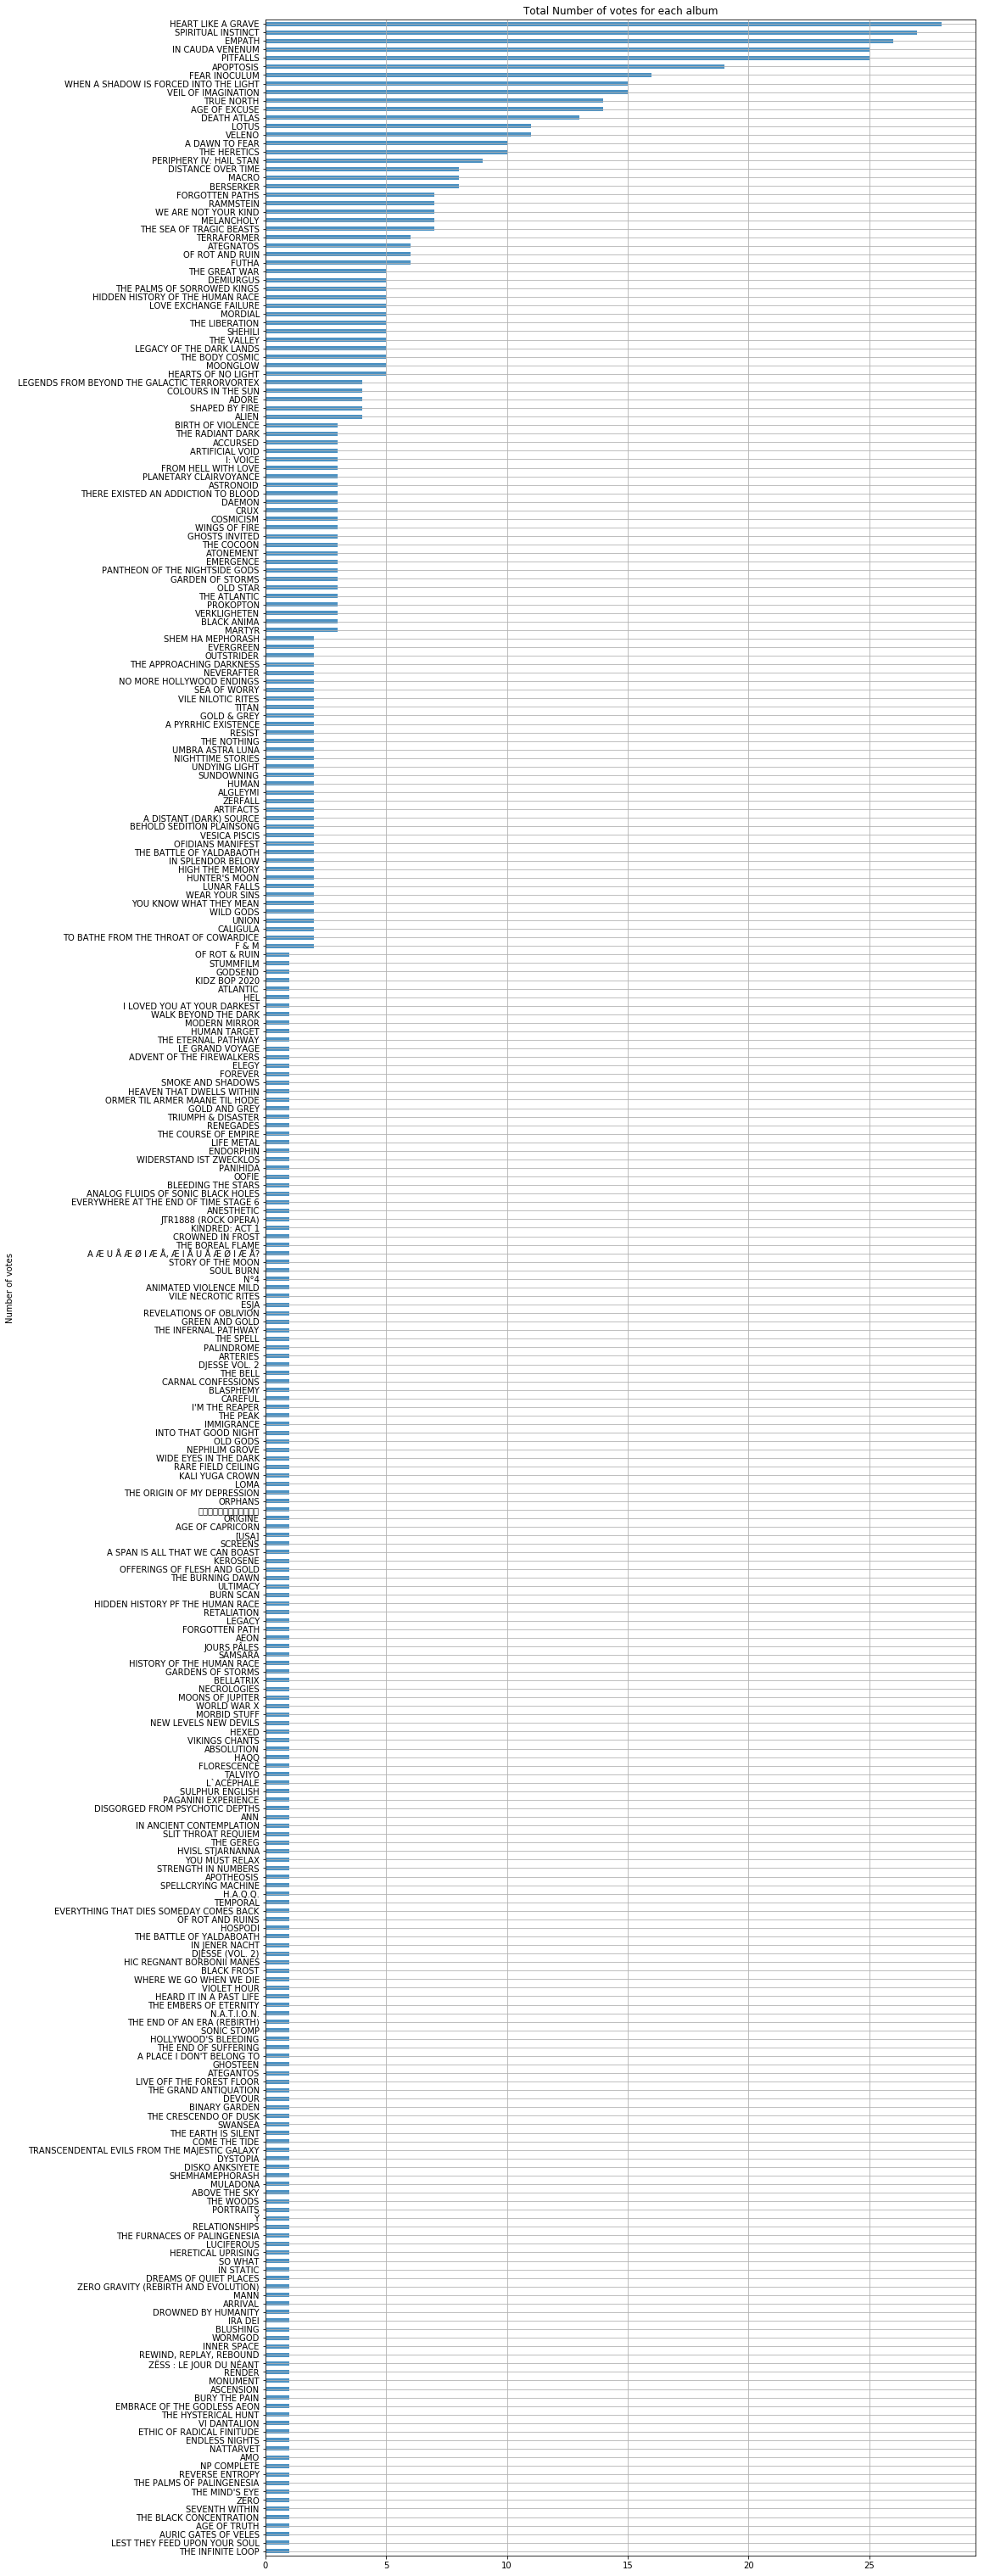 Total Number of votes for each album
HEART LIKE A GRAVE
SPIRITUAL INSTINCT
EMPATH
IN CAUDA VENENUM
PITFALLS
APOPTOSIS
FEAR INOCULUM
WHEN A SHADOW IS FORCED INTO THE LIGHT
VEIL OF IMAGINATION
TRUE NORTH
AGE OF EXCUSE
DEATH ATLAS
LOTUS
VELENO
A DAWN TO FEAR
THE HERETICS
PERIPHERY IV: HAIL STAN
DISTANCE OVER TIME
MACRO
BERSERKER
FORGOTTEN PATHS
RAMMSTEIN
WE ARE NOT YOUR KIND
MELANCHOLY
THE SEA OF TRAGIC BEASTS
TERRAFORMER
ATEGNATOS
OF ROT AND RUIN
FUTHA
THE GREAT WAR
DEMIURGUS
THE PALMS OF SORROWED KINGS
HIDDEN HISTORY OF THE HUMAN RACE
LOVE EXCHANGE FAILURE
MORDIAL
THE LIBERATION
SHEHILI
THE VALLEY
LEGACY OF THE DARK LANDS
THE BODY COSMIC
MOONGLOW
HEARTS OF NO LIGHT
LEGENDS FROM BEYOND THE GALACTIC TERRORVORTEX
COLOURS IN THE SUN
ADORE
SHAPED BY FIRE
ALIEN
BIRTH OF VIOLENCE
THE RADIANT DARK
ACCURSED
ARTIFICIAL VOID
I: VOICE
FROM HELL WITH LOVE
PLANETARY CLAIRVOYANCE
ASTRONOID
THERE EXISTED AN ADDICTION TO BLOOD
DAEMON
CRUX
COSMICISM
WINGS OF FIRE
GHOSTS INVITED
THE COCOON
ATONEMENT
EMERGENCE
PANTHEON OF THE NIGHTSIDE GODS
GARDEN OF STORMS
OLD STAR
THE ATLANTIC
PROKOPTON
VERKLIGHETEN
BLACK ANIMA
MARTYR
SHEM HA MEPHORASH
EVERGREEN
OUTSTRIDER
THE APPROACHING DARKNESS
NEVERAFTER
NO MORE HOLLYWOOD ENDINGS
SEA OF WORRY
VILE NILOTIC RITES
TITAN
GOLD & GREY
A PYRRHIC EXISTENCE
RESIST
THE NOTHING
UMBRA ASTRA LUNA
NIGHTTIME STORIES
UNDYING LIGHT
SUNDOWNING
HUMAN
ALGLEYMI
ZERFALL
ARTIFACTS
A DISTANT (DARK) SOURCE
BEHOLD SEDITION PLAINSONG
VESICA PISCIS
OFIDIANS MANIFEST
THE BATTLE OF YALDABAOTH
IN SPLENDOR BELOW
HIGH THE MEMORY
HUNTER'S MOON
LUNAR FALLS
WEAR YOUR SINS
YOU KNOW WHAT THEY MEAN
WILD GODS
UNION
CALIGULA
TO BATHE FROM THE THROAT OF COWARDICE
F & M
OF ROT & RUIN
STUMMFILM
GODSEND
KIDZ BOP 2020
ATLANTIC
HEL
I LOVED YOU AT YOUR DARKEST
WALK BEYOND THE DARK
MODERN MIRROR
HUMAN TARGET
THE ETERNAL PATHWAY
LE GRAND VOYAGE
ADVENT OF THE FIREWALKERS
ELEGY
FOREVER
SMOKE AND SHADOWS
HEAVEN THAT DWELLS WITHIN
ORMER TIL ARMER MAANE TIL HODE
GOLD AND GREY
TRIUMPH & DISASTER
RENEGADES
THE COURSE OF EMPIRE
LIFE METAL
ENDORPHIN
WIDERSTAND IST ZWECKLOS
PANIHIDA
OOFIE
BLEEDING THE STARS
ANALOG FLUIDS OF SONIC BLACK HOLES
EVERYWHERE AT THE END OF TIME STAGE 6
ANESTHETIC
JTR1888 (ROCK OPERA)
KINDRED: ACT 1
CROWNED IN FROST
THE BOREAL FLAME
A Æ U Å Æ Ø I Æ Å, Æ I Å U Å Æ Ø I Æ Å?
STORY OF THE MOON
SOUL BURN
N°4
ANIMATED VIOLENCE MILD
VILE NECROTIC RITES
ESJA
REVELATIONS OF OBLIVION
GREEN AND GOLD
THE INFERNAL PATHWAY
THE SPELL
PALINDROME
ARTERIES
DJESSE VOL. 2
THE BELL
CARNAL CONFESSIONS
BLASPHEMY
CAREFUL
I'M THE REAPER
THE PEAK
IMMIGRANCE
INTO THAT GOOD NIGHT
OLD GODS
NEPHILIM GROVE
WIDE EYES IN THE DARK
RARE FIELD CEILING
KALI YUGA CROWN
LOMA
THE ORIGIN OF MY DEPRESSION
ORPHANS
ORIGINE
AGE OF CAPRICORN
[USA]
SCREENS
A SPAN IS ALL THAT WE CAN BOAST
KEROSENE
OFFERINGS OF FLESH AND GOLD
THE BURNING DAWN
ULTIMACY
BURN SCAN
HIDDEN HISTORY PF THE HUMAN RACE
RETALIATION
LEGACY
FORGOTTEN PATH
AEON
JOURS PÂLES
SAMSARA
HISTORY OF THE HUMAN RACE
GARDENS OF STORMS
BELLATRIX
NECROLOGIES
MOONS OF JUPITER
WORLD WAR X
MORBID STUFF
NEW LEVELS NEW DEVILS
HEXED
VIKINGS CHANTS
ABSOLUTION
HAQQ
FLORESCENCE
TALVIYÖ
L`ACÉPHALE
SULPHUR ENGLISH
PAGANINI EXPERIENCE
DISGORGED FROM PSYCHOTIC DEPTHS
ANN
IN ANCIENT CONTEMPLATION
SLIT THROAT REQUIEM
THE GEREG
HVISL STJARNANNA
YOU MUST RELAX
STRENGTH IN NUMBERS
APOTHEOSIS
SPELLCRYING MACHINE
H.A.Q.Q.
TEMPORAL
EVERYTHING THAT DIES SOMEDAY COMES BACK
OF ROT AND RUINS
HOSPODI
THE BATTLE OF YALDABOATH
IN JENER NACHT
DJESSE (VOL. 2)
HIC REGNANT BORBONII MANES
BLACK FROST
WHERE WE GO WHEN WE DIE
VIOLET HOUR
HEARD IT IN A PAST LIFE
THE EMBERS OF ETERNITY
N.A.T.I.O.N.
THE END OF AN ERA (REBIRTH)
SONIC STOMP
HOLLYWOOD'S BLEEDING
THE END OF SUFFERING
A PLACE I DON'T BELONG TO
GHOSTEEN
ATEGANTOS
LIVE OFF THE FOREST FLOOR
THE GRAND ANTIQUATION
DEVOUR
BINARY GARDEN
THE CRESCENDO OF DUSK
SWANSEA
THE EARTH IS SILENT
COME THE TIDE
TRANSCENDENTAL EVILS FROM THE MAJESTIC GALAXY
DYSTOPIA
DISKO ANKSIYETE
SHEMHAMEPHORASH
MULADONA
ABOVE THE SKY
THE WOODS
PORTRAITS
Y
RELATIONSHIPS
THE FURNACES OF PALINGENESIA
LUCIFEROUS
HERETICAL UPRISING
SO WHAT
IN STATIC
DREAMS OF QUIET PLACES
ZERO GRAVITY (REBIRTH AND EVOLUTION)
MANN
ARRIVAL
DROWNED BY HUMANITY
IRA DEI
BLUSHING
WORMGOD
INNER SPACE
REWIND, REPLAY, REBOUND
ZËSS : LE JOUR DU NÉANT
RENDER
MONUMENT
ASCENSION
BURY THE PAIN
EMBRACE OF THE GODLESS AEON
THE HYSTERICAL HUNT
VI DANTALION
ETHIC OF RADICAL FINITUDE
ENDLESS NIGHTS
NATTARVET
AMO
NP COMPLETE
REVERSE ENTROPY
THE PALMS OF PALINGENESIA
THE MIND'S EYE
ZERO
SEVENTH WITHIN
THE BLACK CONCENTRATION
AGE OF TRUTH
AURIC GATES OF VELES
LEST THEY FEED UPON YOUR SOUL
THE INFINITE LOOP
Number of votes
0 5 10 15 20 25